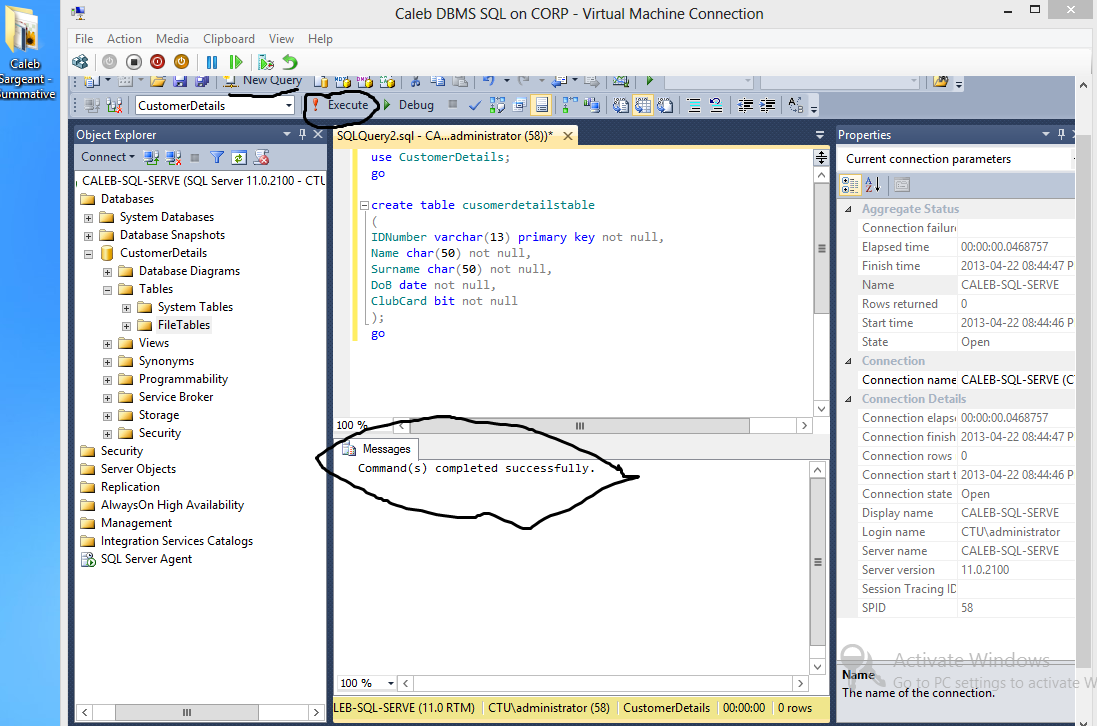 Caleb DBMS SQL on CORP - Virtual Machine Connection
Caleb
Sargeant -
Summative
File Action Media Clipboard View Help
New Query
CustomerDetails
Execute
Debug
Object Explorer
Connect
CALEB-SQL-SERVE (SQL Server 11.0.2100 - CTU
Databases
System Databases
Database Snapshots
CustomerDetails
Database Diagrams
Tables
System Tables
FileTables
Views
Synonyms
Programmability
Service Broker
Storage
Security
Security
Server Objects
Replication
AlwaysOn High Availability
Management
Integration Services Catalogs
SQL Server Agent
SQLQuery2.sql - CA...administrator (58))*
use CustomerDetails;
go
create table cusomerdetailstable
(
IDNumber varchar(13) primary key not null,
Name char(50) not null,
Surname char(50) not null,
DoB date not null,
ClubCard bit not null
);
go
100 %
Messages
Command(s) completed successfully.
100 %
LEB-SQL-SERVE (11.0 RTM) CTU\administrator (58) CustomerDetails 00:00:00 0 rows
Properties
Current connection parameters
Aggregate Status
Connection failur
Elapsed time 00:00:00.0468757
Finish time 2013-04-22 08:44:47 P
Name CALEB-SQL-SERVE
Rows returned 0
Start time 2013-04-22 08:44:46 P
State Open
Connection
Connection name CALEB-SQL-SERVE (C
Connection Details
Connection elaps 00:00:00.0468757
Connection finish 2013-04-22 08:44:47 P
Connection rows 0
Connection start t 2013-04-22 08:44:46 P
Connection state Open
Display name CALEB-SQL-SERVE
Login name CTU\administrator
Server name CALEB-SQL-SERVE
Server version 11.0.2100
Session Tracing ID
SPID 58
Activate Windows
Go to PC settings to activate W
Name
The name of the connection.